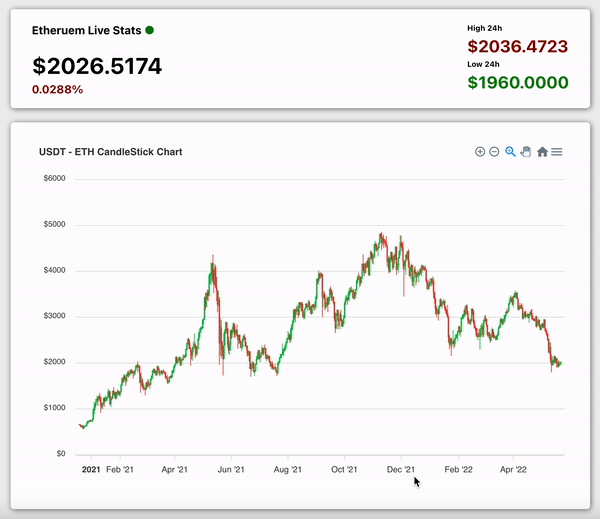 Etheruem Live Stats
$2026.5174
0.0288%
High 24h
$2036.4723
Low 24h
$1960.0000
USDT - ETH CandleStick Chart
$6000
$5000
$4000
$3000
$2000
$1000
$0
2021 Feb '21 Apr '21 Jun '21 Aug '21 Oct '21 Dec '21 Feb '22 Apr '22